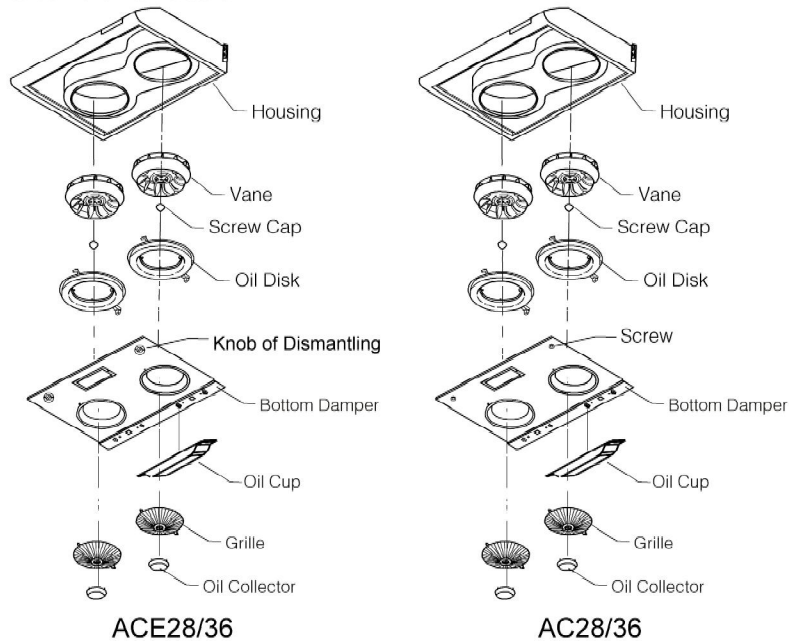 Housing
Vane
Screw Cap
Oil Disk
Knob of Dismantling
Bottom Damper
Oil Cup
Grille
Oil Collector
ACE28/36
Housing
Vane
Screw Cap
Oil Disk
Screw
Bottom Damper
Oil Cup
Grille
Oil Collector
AC28/36